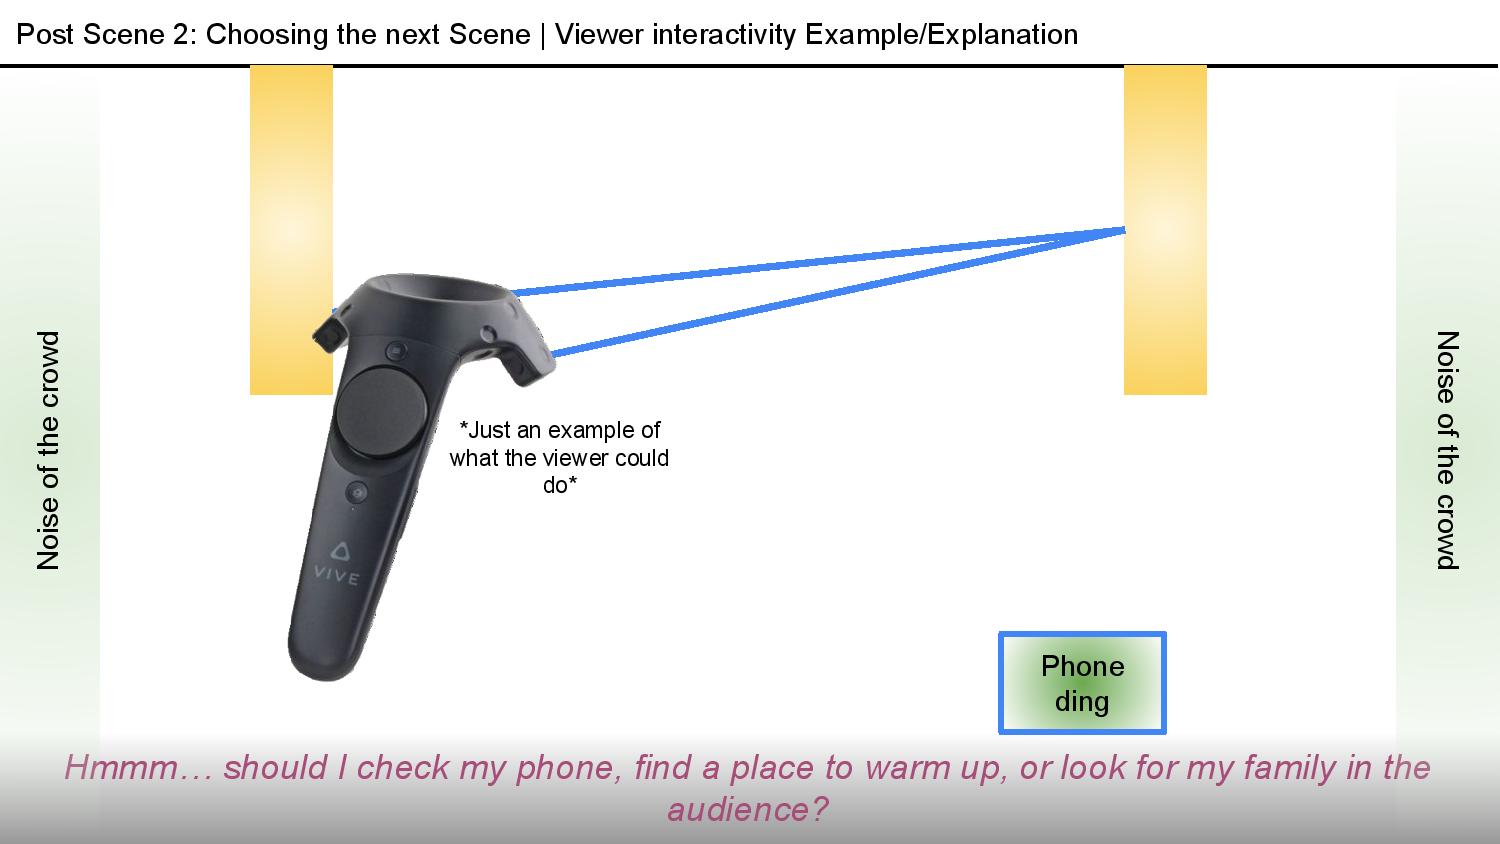 Post Scene 2: Choosing the next Scene | Viewer interactivity Example/Explanation
Noise of the crowd
*Just an example of
what the viewer could
do*
VIVE
Noise of the crowd
Phone
ding
Hmmm… should I check my phone, find a place to warm up, or look for my family in the
audience?